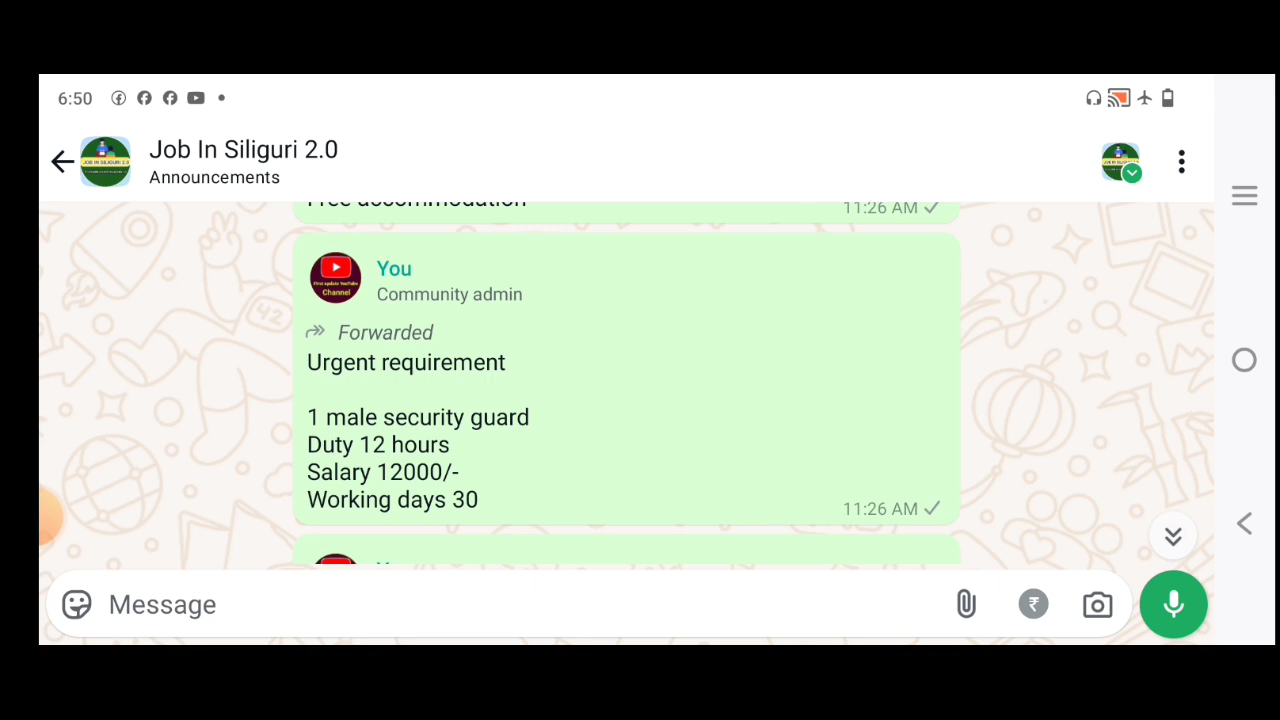 6:50
Job In Siliguri 2.0
Announcements
Free accommodation
11:26 AM
You
Community admin
Forwarded
Urgent requirement
1 male security guard
Duty 12 hours
Salary 12000/-
Working days 30
11:26 AM
Message